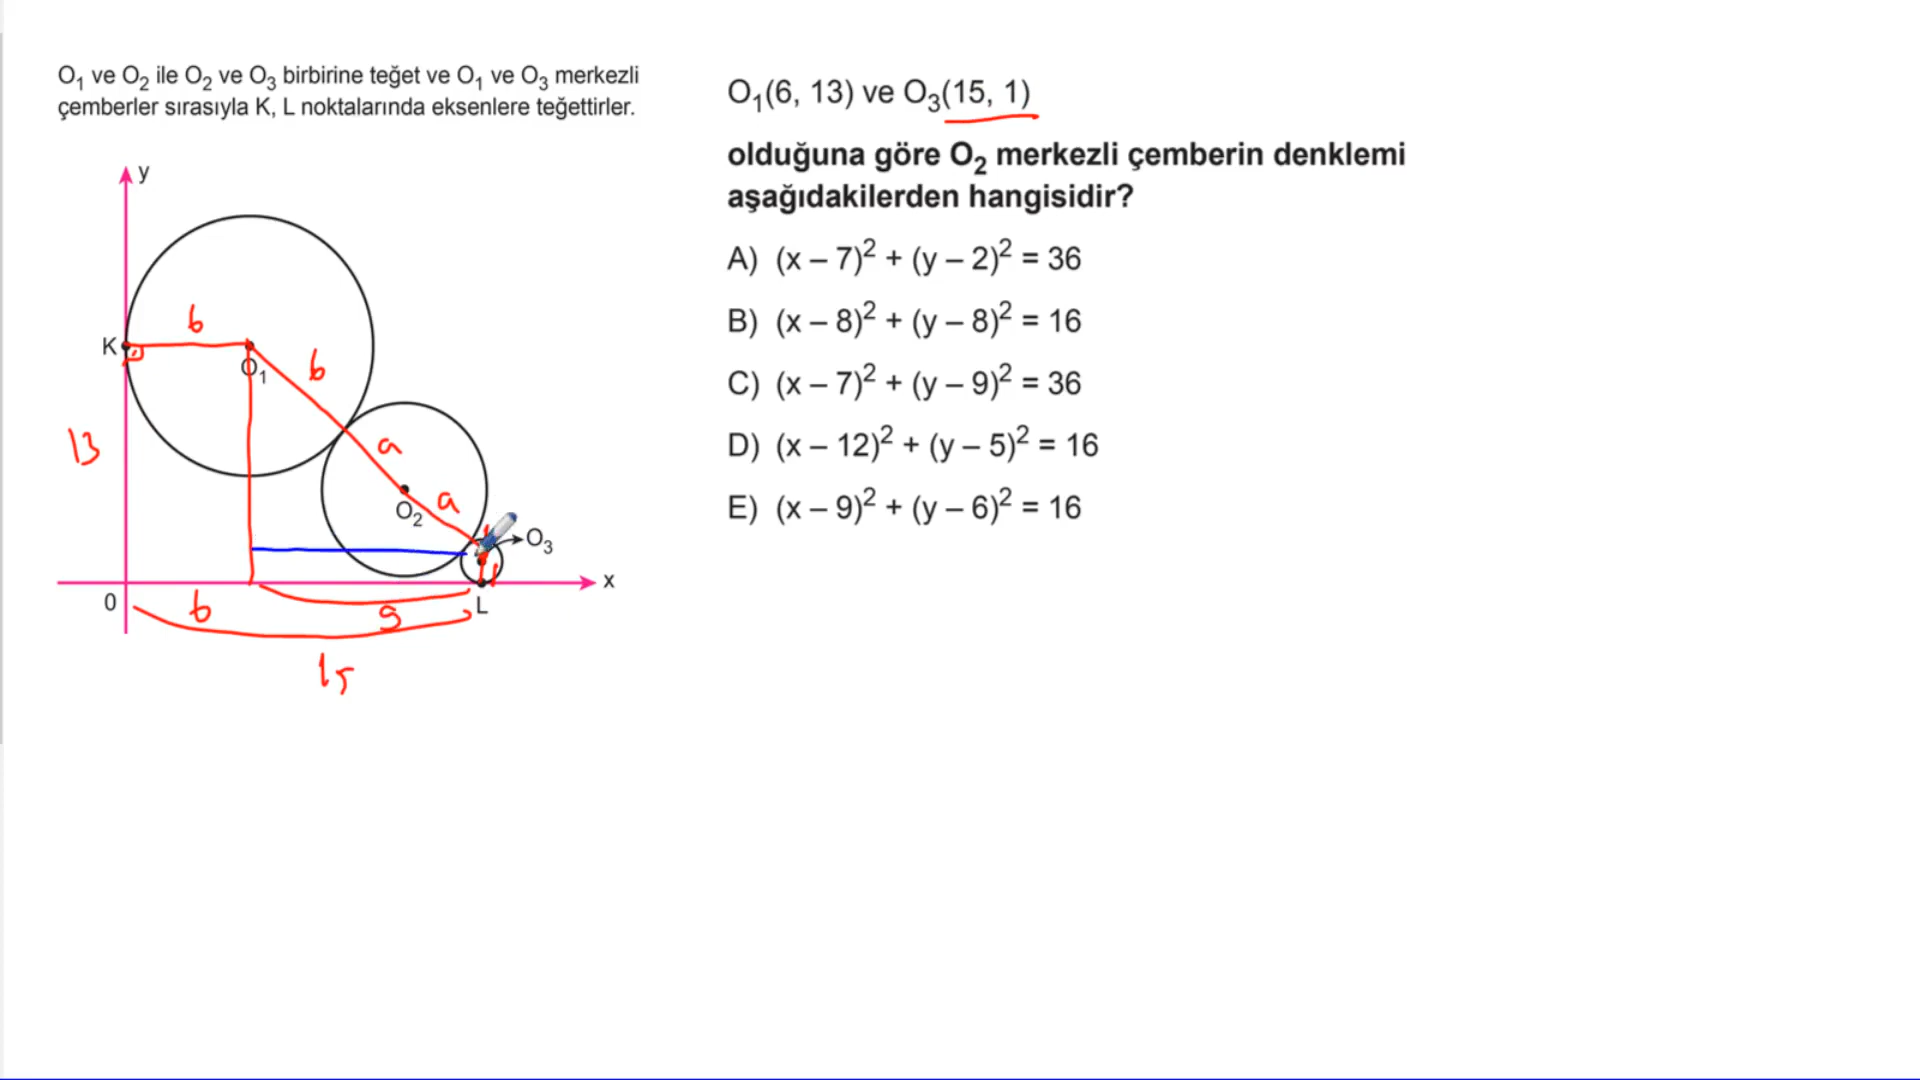 O₁ ve O₂ ile O₂ ve O₃ birbirine teğet ve O₁ ve O₃ merkezli
çemberler sırasıyla K, L noktalarında eksenlere teğettirler.
O₁(6, 13) ve O₃(15, 1)
olduğuna göre O₂ merkezli çemberin denklemi
aşağıdakilerden hangisidir?
A) (x – 7)² + (y – 2)² = 36
B) (x – 8)² + (y – 8)² = 16
C) (x – 7)² + (y – 9)² = 36
D) (x – 12)² + (y – 5)² = 16
E) (x – 9)² + (y – 6)² = 16
y
6
K
O₁
6
13
a
a
O₂
O₃
1
x
0
6
9
L
15